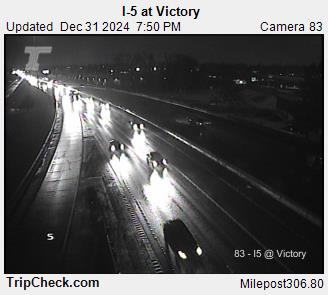 I-5 at Victory
Updated Dec 31 2024 7:50 PM Camera 83
S
83 - I5 @ Victory
TripCheck.com Milepost306.80